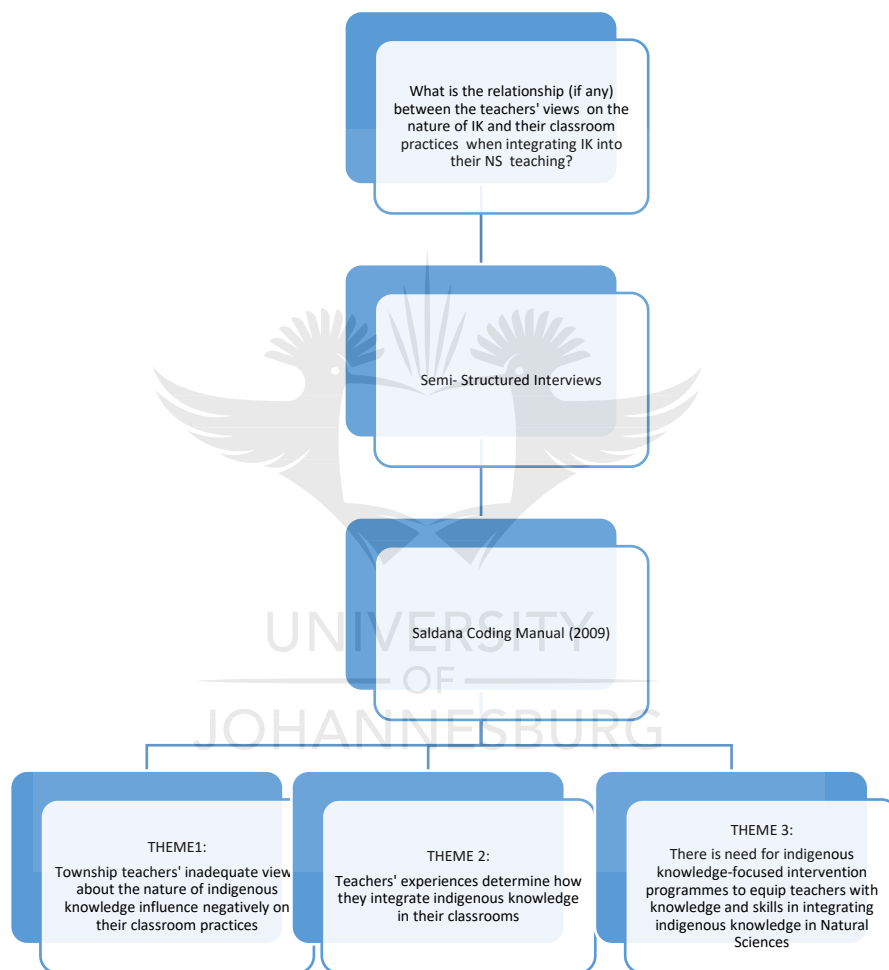 What is the relationship (if any)
between the teachers' views on the
nature of IK and their classroom
practices when integrating IK into
their NS teaching?
Semi- Structured Interviews
Saldana Coding Manual (2009)
UNIVERSITY
OF
JOHANNESBURG
THEME1:
Township teachers' inadequate view
about the nature of indigenous
knowledge influence negatively on
their classroom practices
THEME 2:
Teachers' experiences determine how
they integrate indigenous knowledge
in their classrooms
THEME 3:
There is need for indigenous
knowledge-focused intervention
programmes to equip teachers with
knowledge and skills in integrating
indigenous knowledge in Natural
Sciences